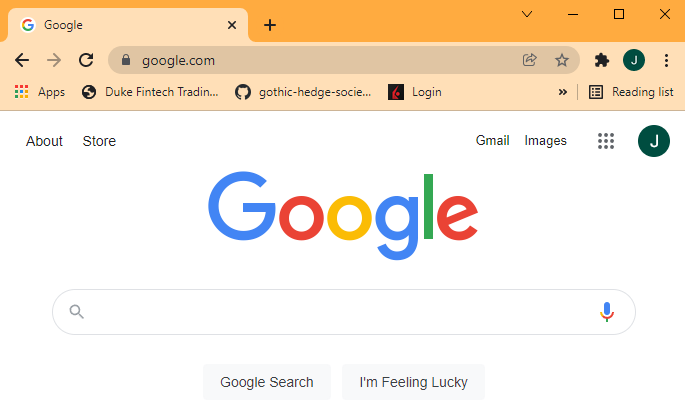 Google
google.com
J
Apps Duke Fintech Tradin... gothic-hedge-socie... Login » Reading list
About Store Gmail Images J
Google
Google Search I'm Feeling Lucky